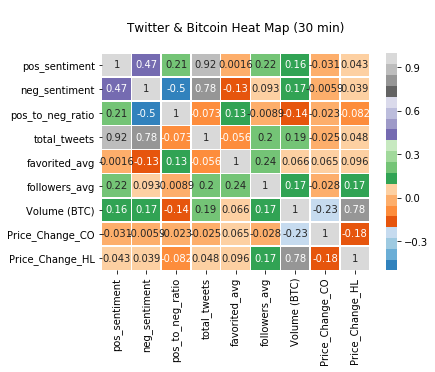 Twitter & Bitcoin Heat Map (30 min)
pos_sentiment 1 0.47 0.21 0.92 0.0016 0.22 0.16 -0.031 0.043
neg_sentiment 0.47 1 -0.5 0.78 -0.13 0.093 0.17 -0.0059 0.039
pos_to_neg_ratio 0.21 -0.5 1 -0.073 0.13 -0.0089 -0.14 -0.023 -0.082
total_tweets 0.92 0.78 -0.073 1 -0.056 0.2 0.19 -0.025 0.048
favorited_avg -0.0016 -0.13 0.13 -0.056 1 0.24 0.066 0.065 0.096
followers_avg 0.22 0.093 -0.0089 0.2 0.24 1 0.17 -0.028 0.17
Volume (BTC) 0.16 0.17 -0.14 0.19 0.066 0.17 1 -0.23 0.78
Price_Change_CO -0.031 -0.0059 -0.023 -0.025 0.065 -0.028 -0.23 1 -0.18
Price_Change_HL 0.043 0.039 -0.082 0.048 0.096 0.17 0.78 -0.18 1
pos_sentiment
neg_sentiment
pos_to_neg_ratio
total_tweets
favorited_avg
followers_avg
Volume (BTC)
Price_Change_CO
Price_Change_HL
0.9
0.6
0.3
0.0
−0.3